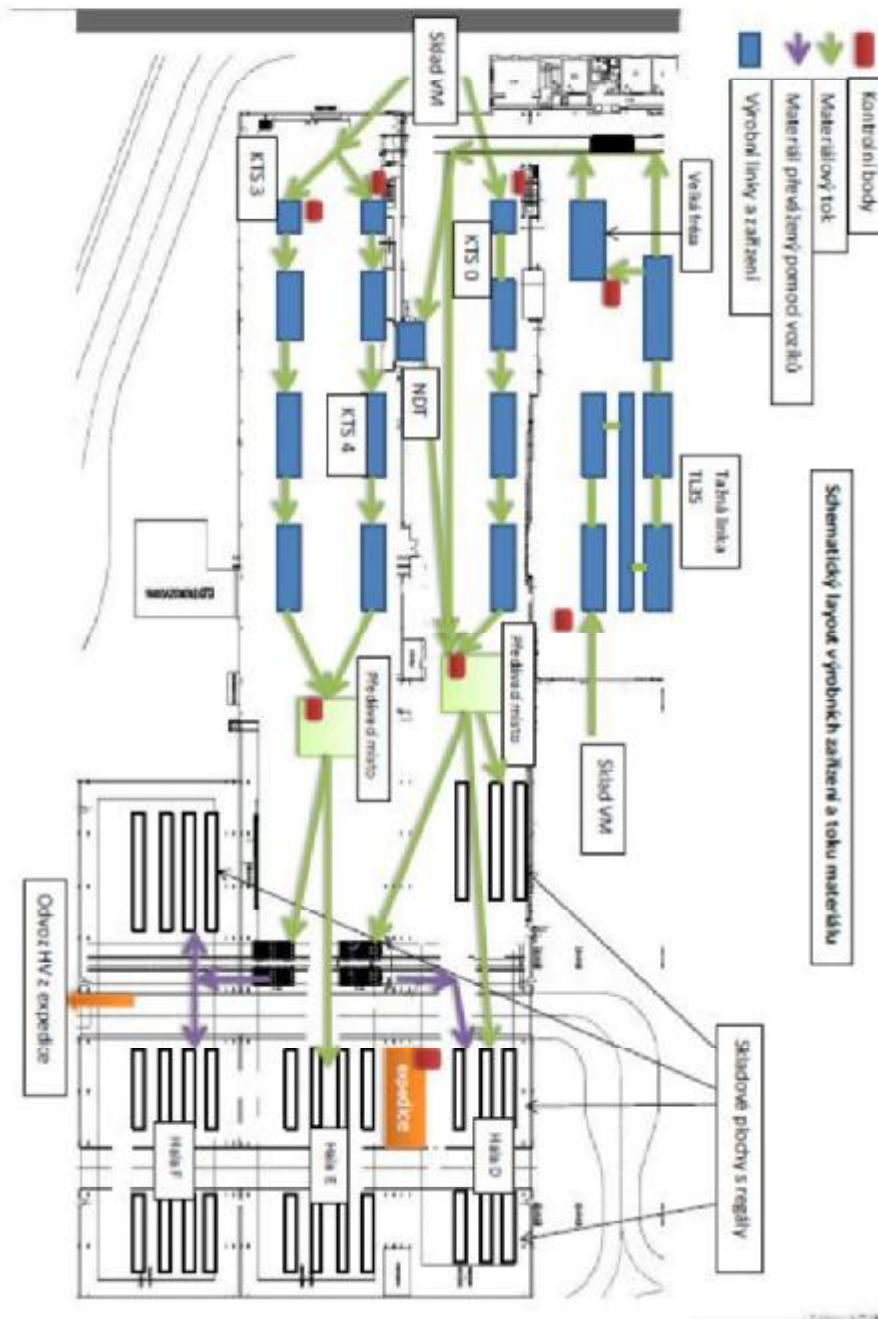 Schematický layout výrobních zařízení a toku materiálu
Kontrolní body
Materiálový tok
Materiál převážený pomocí vozíků
Výrobní linky a zařízení
Velká fréza
Tažná linka
TL35
Sklad VM
Skladové plochy s regály
Sklad VM
KTS 0
NDT
KTS 4
KTS 3
Předávací místo
Předávací místo
expedice
Hala D
Hala E
Hala F
Odvoz HV z expedice